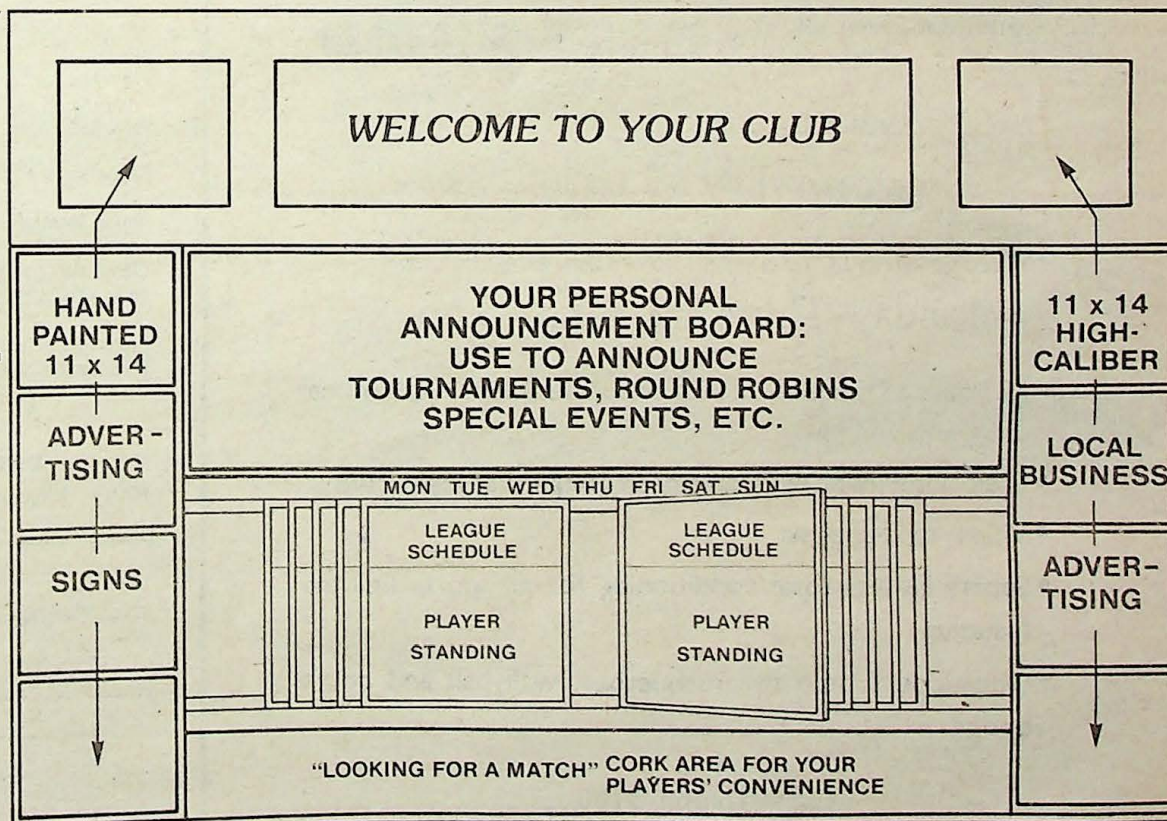 WELCOME TO YOUR CLUB
HAND
PAINTED
11 x 14
ADVER-
TISING
SIGNS
YOUR PERSONAL
ANNOUNCEMENT BOARD:
USE TO ANNOUNCE
TOURNAMENTS, ROUND ROBINS
SPECIAL EVENTS, ETC.
11 x 14
HIGH-
CALIBER
LOCAL
BUSINESS
ADVER-
TISING
MON TUE WED THU FRI SAT SUN
LEAGUE
SCHEDULE
PLAYER
STANDING
LEAGUE
SCHEDULE
PLAYER
STANDING
"LOOKING FOR A MATCH" CORK AREA FOR YOUR
PLAYERS' CONVENIENCE